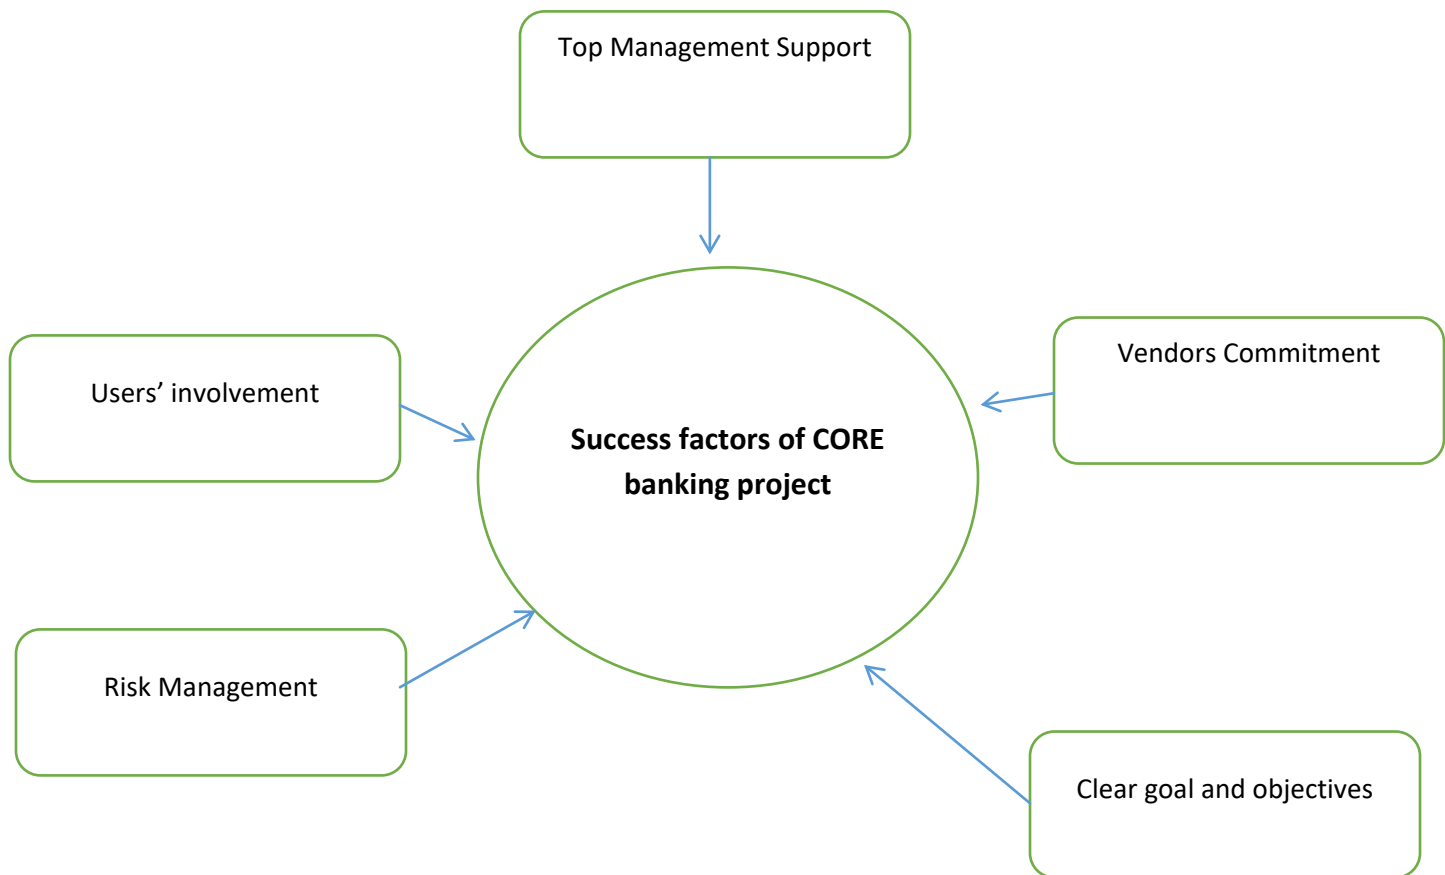 Top Management Support
Vendors Commitment
Users’ involvement
Success factors of CORE
banking project
Risk Management
Clear goal and objectives